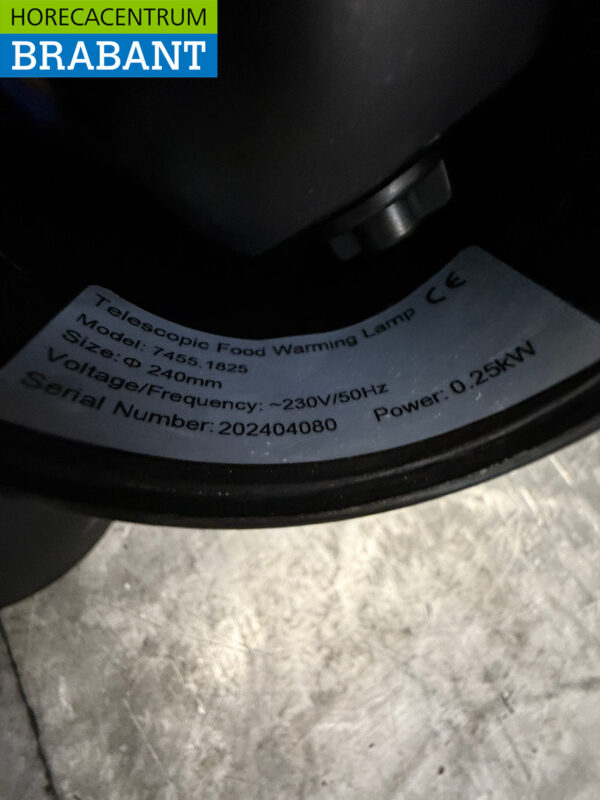 HORECACENTRUM
BRABANT
Telescopic Food Warming Lamp CE
Model: 7455.1825
Size: Φ 240mm
Voltage/Frequency: ~230V/50Hz
Power: 0.25kW
Serial Number: 202404080